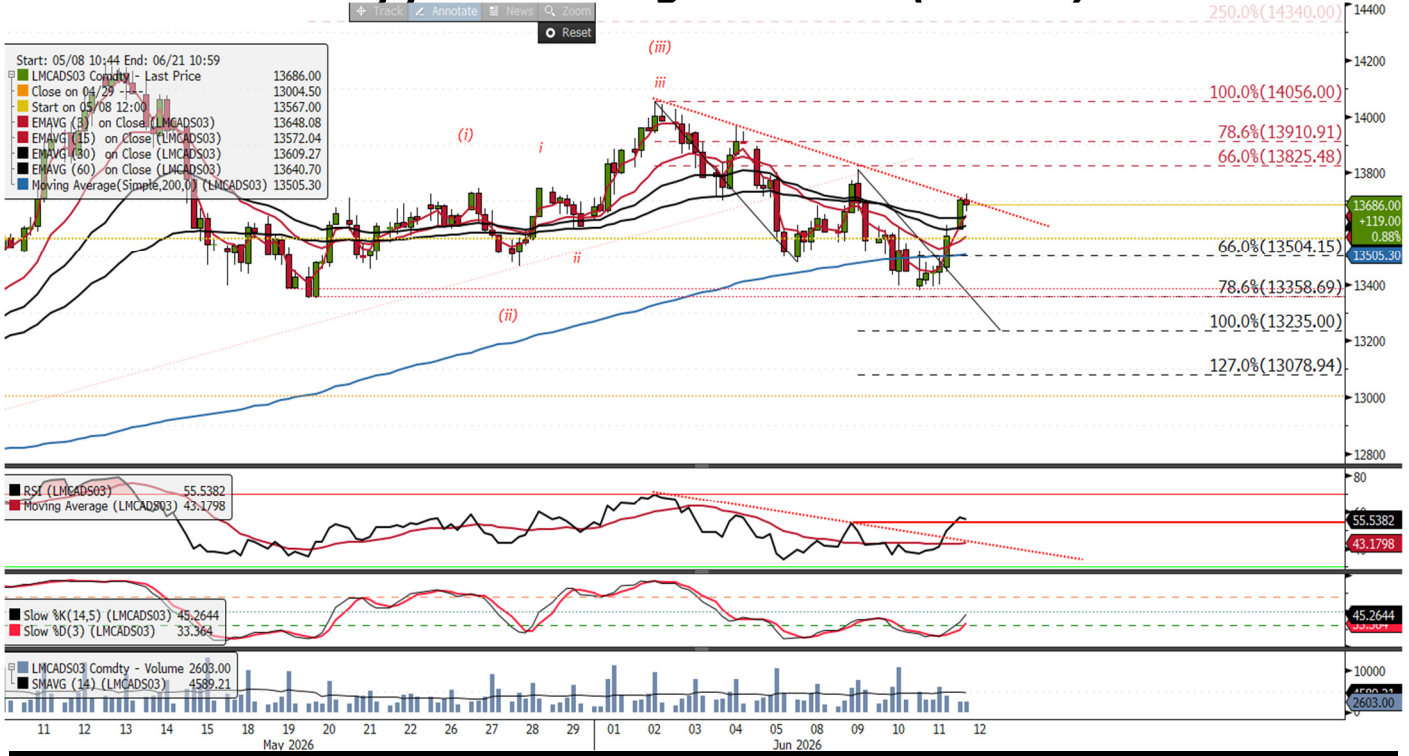 Track Annotate News Zoom
Reset
Start: 05/08 10:44 End: 06/21 10:59
LMCADS03 Comdty - Last Price 13686.00
Close on 04/29 ---- 13004.50
Start on 05/08 12:00 13567.00
EMAVG (3) on Close (LMCADS03) 13648.08
EMAVG (15) on Close (LMCADS03) 13572.04
EMAVG (30) on Close (LMCADS03) 13609.27
EMAVG (60) on Close (LMCADS03) 13640.70
Moving Average(Simple,200,0) (LMCADS03) 13505.30
(i)
i
(ii)
ii
(iii)
iii
250.0%(14340.00)
100.0%(14056.00)
78.6%(13910.91)
66.0%(13825.48)
66.0%(13504.15)
78.6%(13358.69)
100.0%(13235.00)
127.0%(13078.94)
14400
14200
14000
13800
13686.00
+119.00
0.88%
13505.30
13400
13200
13000
12800
RSI (LMCADS03) 55.5382
Moving Average (LMCADS03) 43.1798
80
55.5382
43.1798
Slow %K(14,5) (LMCADS03) 45.2644
Slow %D(3) (LMCADS03) 33.364
45.2644
LMCADS03 Comdty - Volume 2603.00
SMAVG (14) (LMCADS03) 4589.21
10000
4589.21
2603.00
0
11 12 13 14 15 18 19 20 21 22 26 27 28 29 01 02 03 04 05 08 09 10 11 12
May 2026 Jun 2026